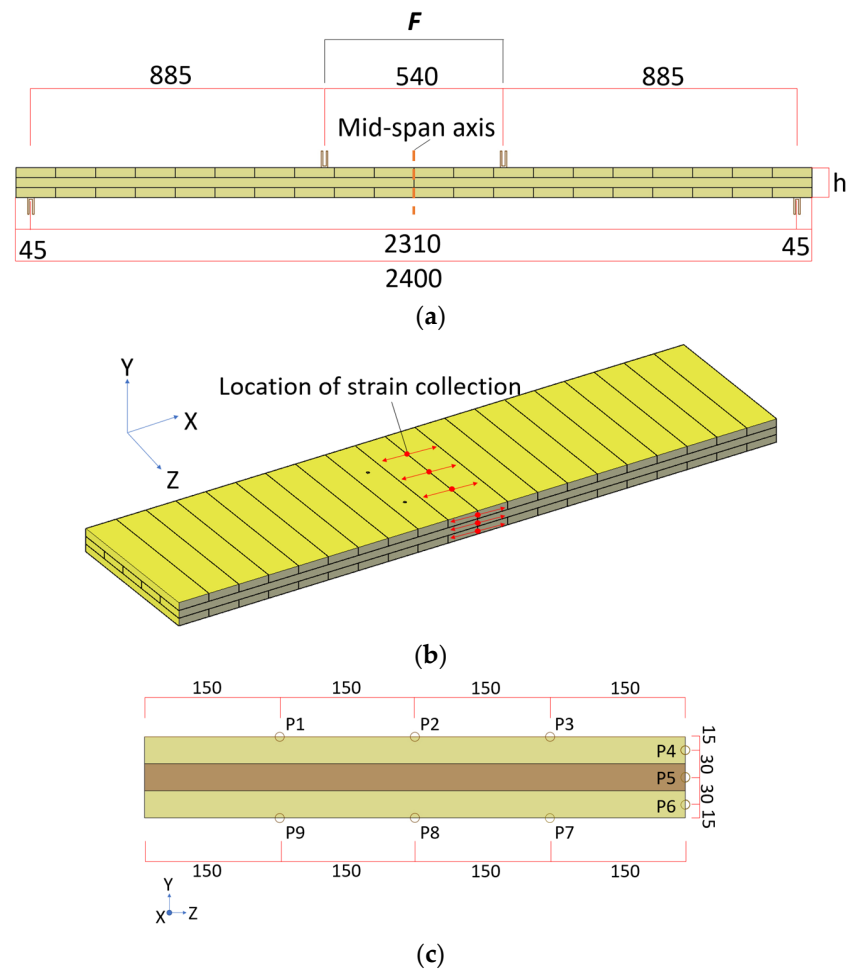 F
885 540 885
Mid-span axis
h
45 2310 45
2400
(a)
Y
Location of strain collection
X
Z
(b)
150 150 150 150
P1 P2 P3
15
P4
30
P5
30
P6
15
P9 P8 P7
150 150 150 150
Y
X Z
(c)